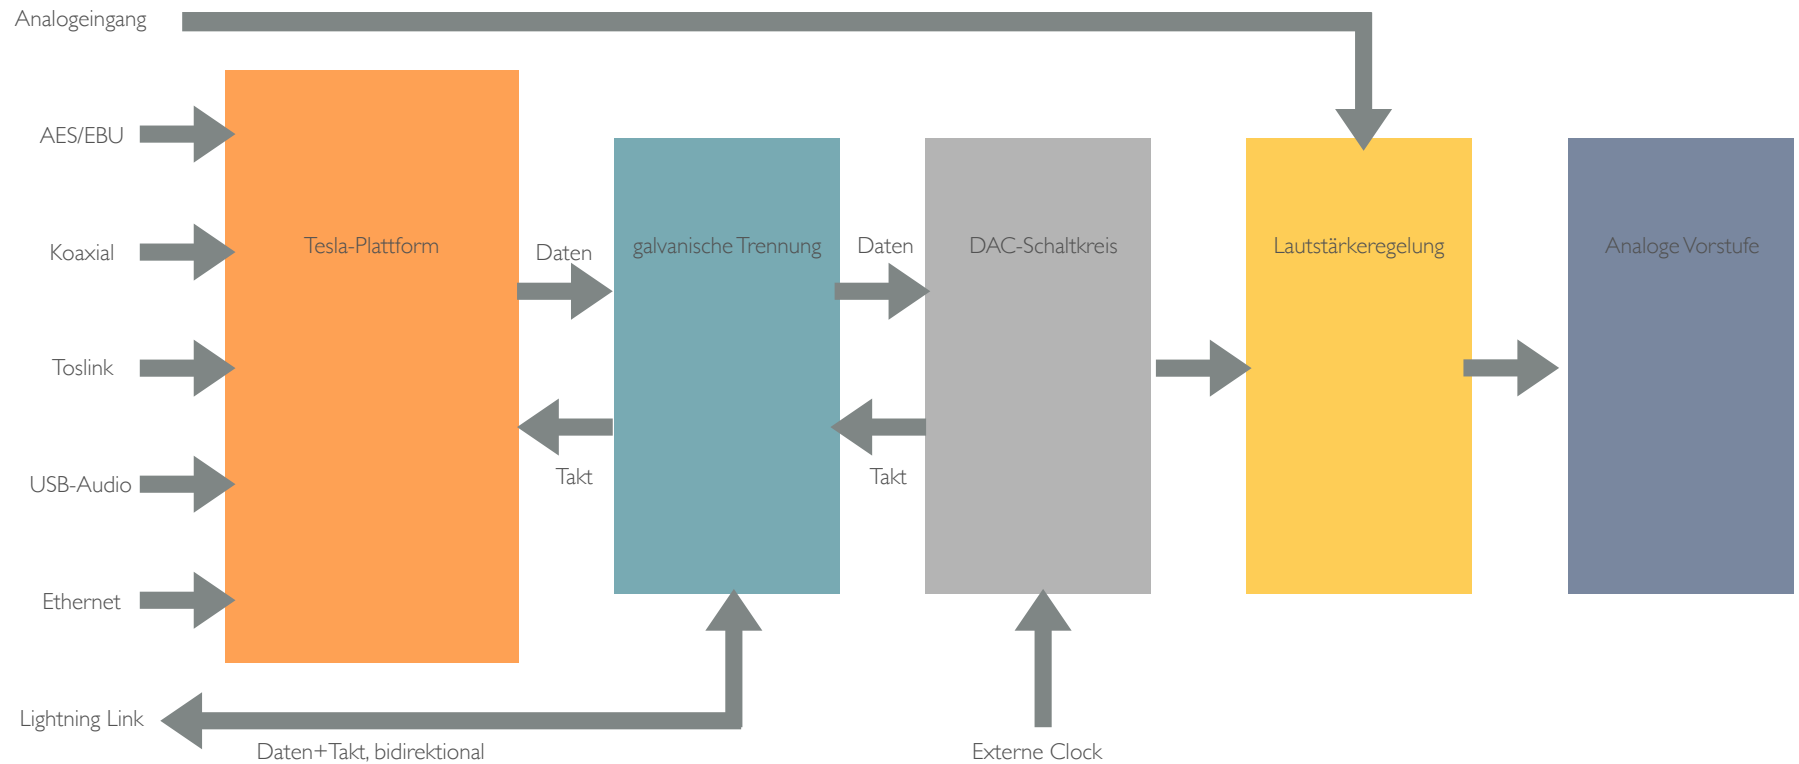 Analogeingang
AES/EBU
Koaxial
Toslink
USB-Audio
Ethernet
Lightning Link
Tesla-Plattform
Daten
galvanische Trennung
Daten
DAC-Schaltkreis
Lautstärkeregelung
Analoge Vorstufe
Takt
Takt
Daten+Takt, bidirektional
Externe Clock